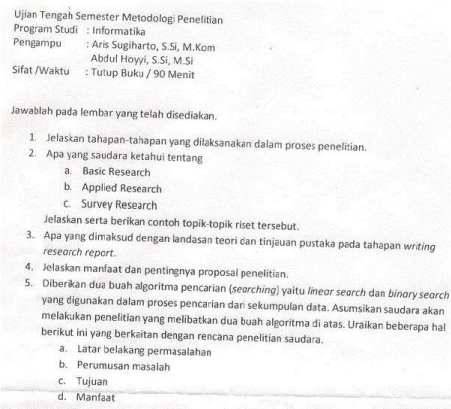 Ujian Tengah Semester Metodologi Penelitian
Program Studi : Informatika
Pengampu : Aris Sugiharto, S.Si, M.Kom
Abdul Hoyyi, S.Si, M.Si
Sifat /Waktu : Tutup Buku / 90 Menit
Jawablah pada lembar yang telah disediakan.
1. Jelaskan tahapan-tahapan yang dilaksanakan dalam proses penelitian.
2. Apa yang saudara ketahui tentang
a. Basic Research
b. Applied Research
c. Survey Research
Jelaskan serta berikan contoh topik-topik riset tersebut.
3. Apa yang dimaksud dengan landasan teori dan tinjauan pustaka pada tahapan writing
research report.
4. Jelaskan manfaat dan pentingnya proposal penelitian.
5. Diberikan dua buah algoritma pencarian (searching) yaitu linear search dan binary search
yang digunakan dalam proses pencarian dari sekumpulan data. Asumsikan saudara akan
melakukan penelitian yang melibatkan dua buah algoritma di atas. Uraikan beberapa hal
berikut ini yang berkaitan dengan rencana penelitian saudara.
a. Latar belakang permasalahan
b. Perumusan masalah
c. Tujuan
d. Manfaat